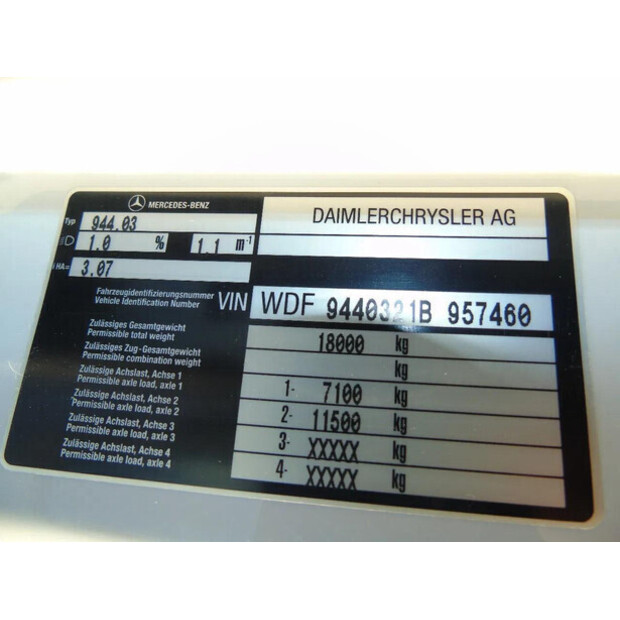 MERCEDES-BENZ
DAIMLERCHRYSLER AG
Typ 944.03
1.0 % 1.1 m⁻¹
i HA= 3.07
Fahrzeugidentifizierungsnummer
Vehicle Identification Number
VIN WDF 9440321B 957460
Zulässiges Gesamtgewicht
Permissible total weight
18000 kg
Zulässiges Zug-Gesamtgewicht
Permissible combination weight
kg
Zulässige Achslast, Achse 1
Permissible axle load, axle 1
1- 7100 kg
Zulässige Achslast, Achse 2
Permissible axle load, axle 2
2- 11500 kg
Zulässige Achslast, Achse 3
Permissible axle load, axle 3
3- XXXXX kg
Zulässige Achslast, Achse 4
Permissible axle load, axle 4
4- XXXXX kg